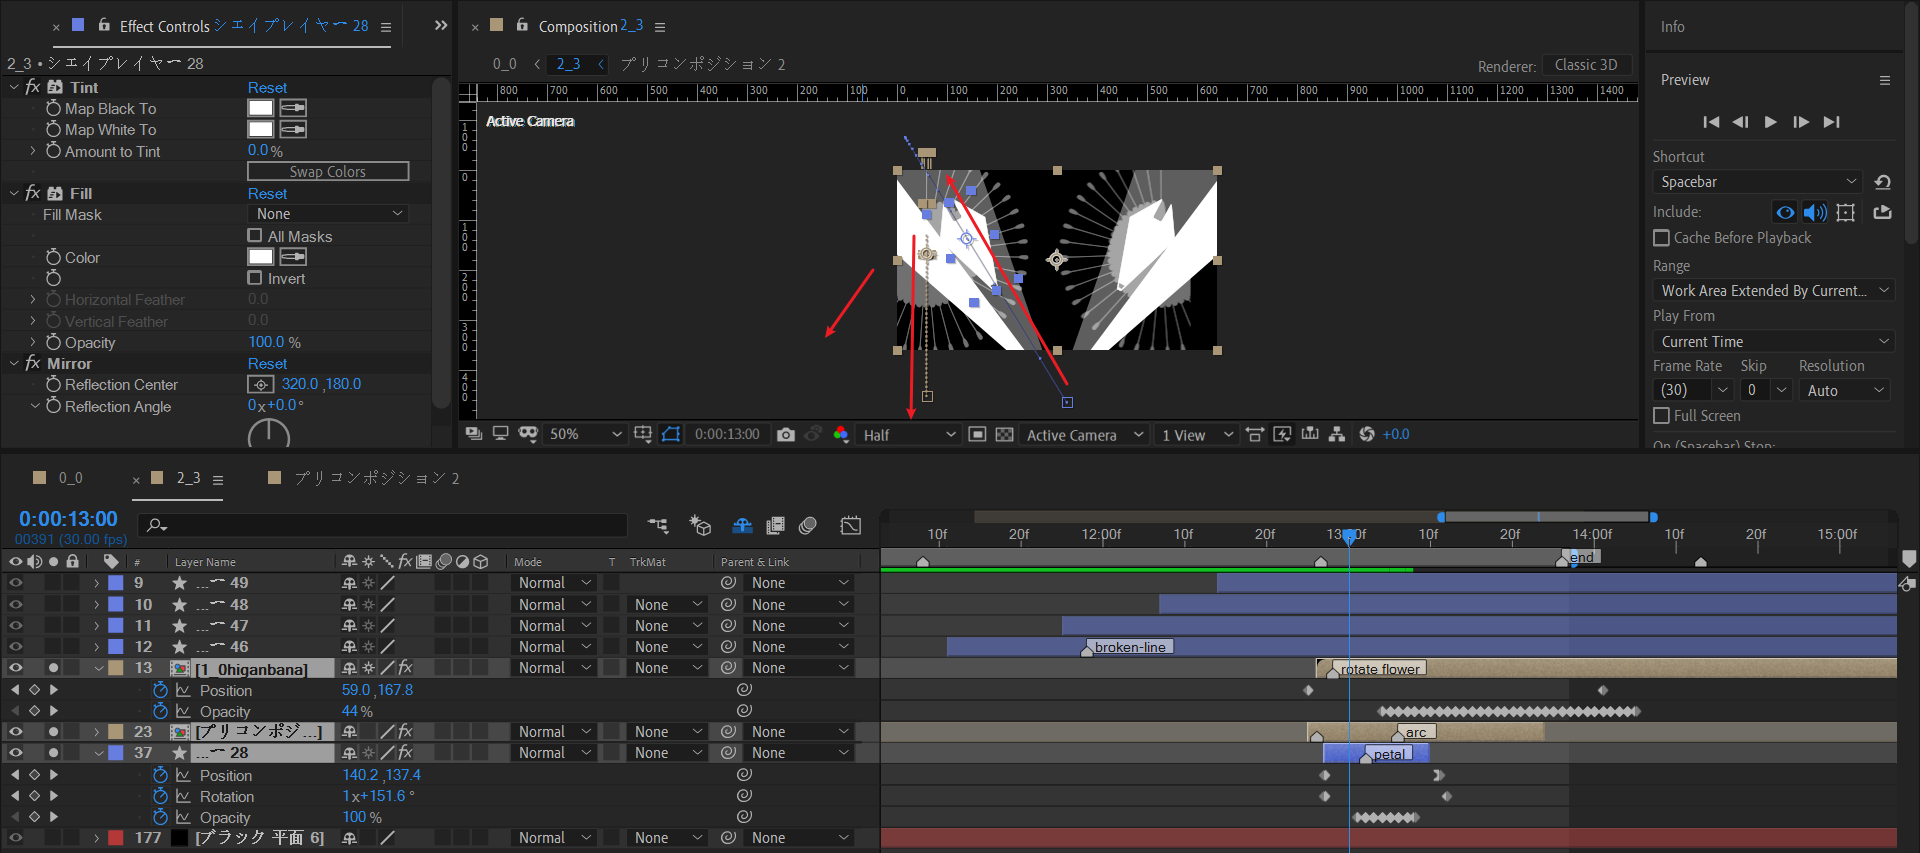 Effect Controls シェイプレイヤー 28
2_3 • シェイプレイヤー 28
fx Tint Reset
Map Black To
Map White To
Amount to Tint 0.0 %
Swap Colors
fx Fill Reset
Fill Mask None
All Masks
Color
Invert
Horizontal Feather 0.0
Vertical Feather 0.0
Opacity 100.0 %
fx Mirror Reset
Reflection Center 320.0 ,180.0
Reflection Angle 0x+0.0°
Composition 2_3
0_0 2_3 プリコンポジション 2
Renderer: Classic 3D
800 700 600 500 400 300 200 100 0 100 200 300 400 500 600 700 800 900 1000 1100 1200 1300 1400
100
0
100
200
300
400
Active Camera
50% 0:00:13:00 Half Active Camera 1 View +0.0
Info
Preview
Shortcut
Spacebar
Include:
Cache Before Playback
Range
Work Area Extended By Current...
Play From
Current Time
Frame Rate Skip Resolution
(30) 0 Auto
Full Screen
On (Spacebar) Stop:
0_0 2_3 プリコンポジション 2
0:00:13:00
00391 (30.00 fps)
10f 20f 12:00f 10f 20f 13:00f 10f 20f 14:00f 10f 20f 15:00f
# Layer Name fx Mode T TrkMat Parent & Link
end
9 ...ー 49 Normal None
10 ...ー 48 Normal None None
11 ...ー 47 Normal None None
12 ...ー 46 Normal None None
broken-line
13 [1_0higanbana] fx Normal None None
rotate flower
Position 59.0 ,167.8
Opacity 44 %
23 [プリコンポジ ...] fx Normal None None
arc
37 ...ー 28 fx Normal None None
petal
Position 140.2 ,137.4
Rotation 1x+151.6 °
Opacity 100 %
177 [ブラック 平面 6] Normal None None